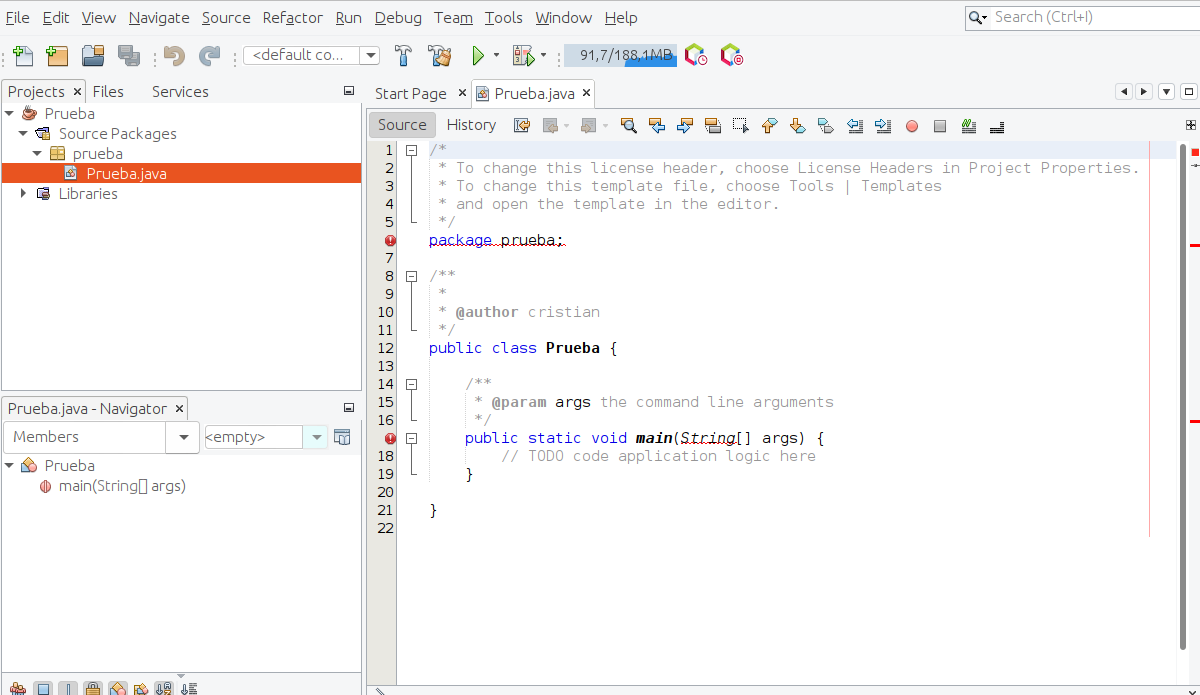 File Edit View Navigate Source Refactor Run Debug Team Tools Window Help
Search (Ctrl+I)
<default co...
91,7/188,1MB
Projects Files Services
Prueba
Source Packages
prueba
Prueba.java
Libraries
Prueba.java - Navigator
Members
<empty>
Prueba
main(String[] args)
Start Page Prueba.java
Source History
1 /*
2 * To change this license header, choose License Headers in Project Properties.
3 * To change this template file, choose Tools | Templates
4 * and open the template in the editor.
5 */
package prueba;
7
8 /**
9 *
10 * @author cristian
11 */
12 public class Prueba {
13
14 /**
15 * @param args the command line arguments
16 */
public static void main(String[] args) {
18 // TODO code application logic here
19 }
20
21 }
22